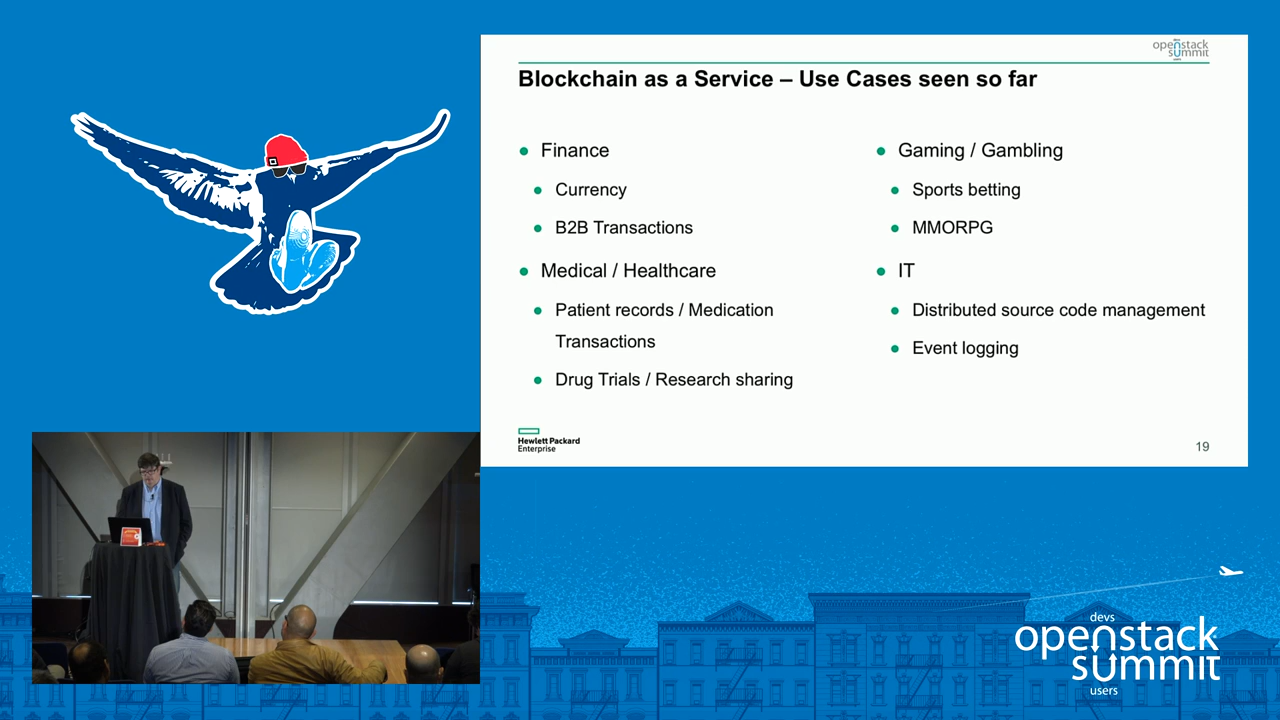 devs
openstack
summit
users
Blockchain as a Service – Use Cases seen so far
Finance
Currency
B2B Transactions
Medical / Healthcare
Patient records / Medication
Transactions
Drug Trials / Research sharing
Gaming / Gambling
Sports betting
MMORPG
IT
Distributed source code management
Event logging
Hewlett Packard
Enterprise
19
devs
openstack
summit
users